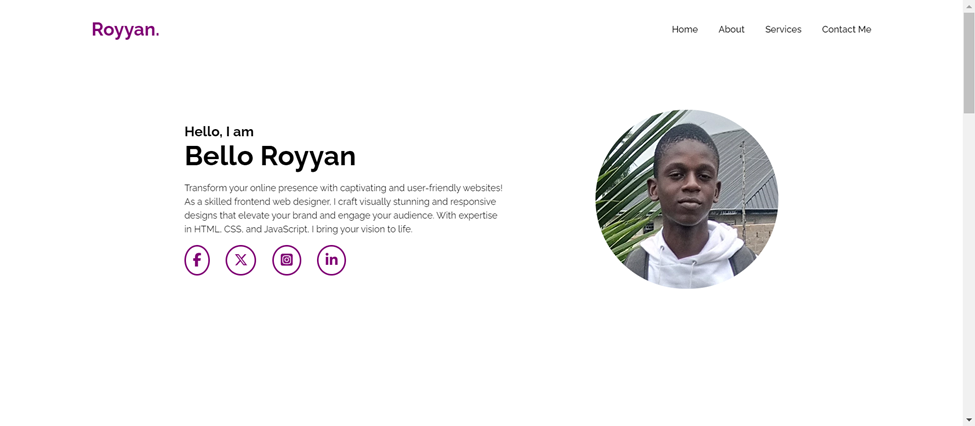 Royyan.
Home About Services Contact Me
Hello, I am
Bello Royyan
Transform your online presence with captivating and user-friendly websites!
As a skilled frontend web designer, I craft visually stunning and responsive
designs that elevate your brand and engage your audience. With expertise
in HTML, CSS, and JavaScript, I bring your vision to life.